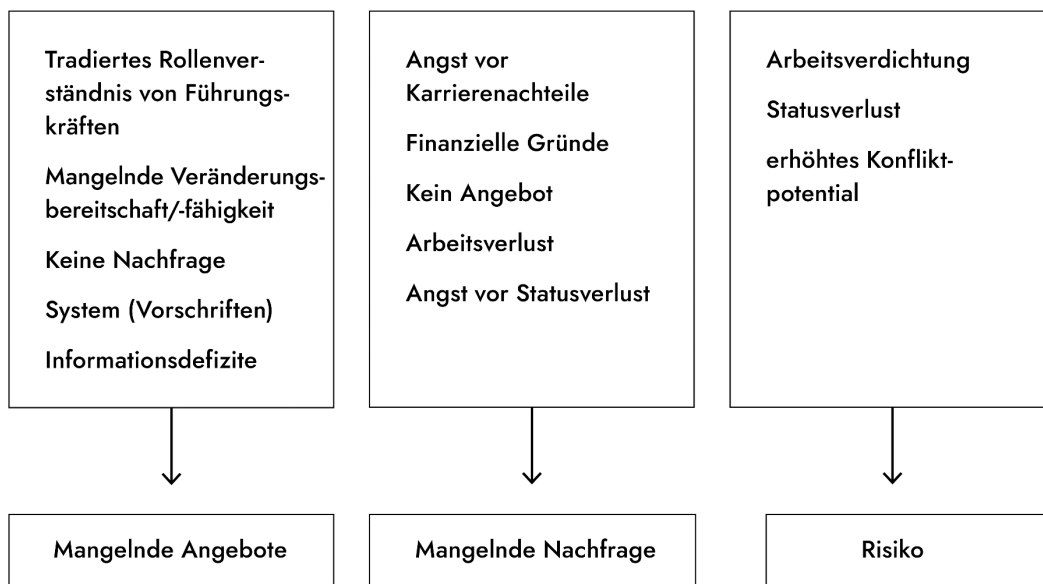 Tradiertes Rollenver-
ständnis von Führungs-
kräften
Mangelnde Veränderungs-
bereitschaft/-fähigkeit
Keine Nachfrage
System (Vorschriften)
Informationsdefizite
Angst vor
Karrierenachteile
Finanzielle Gründe
Kein Angebot
Arbeitsverlust
Angst vor Statusverlust
Arbeitsverdichtung
Statusverlust
erhöhtes Konflikt-
potential
Mangelnde Angebote
Mangelnde Nachfrage
Risiko